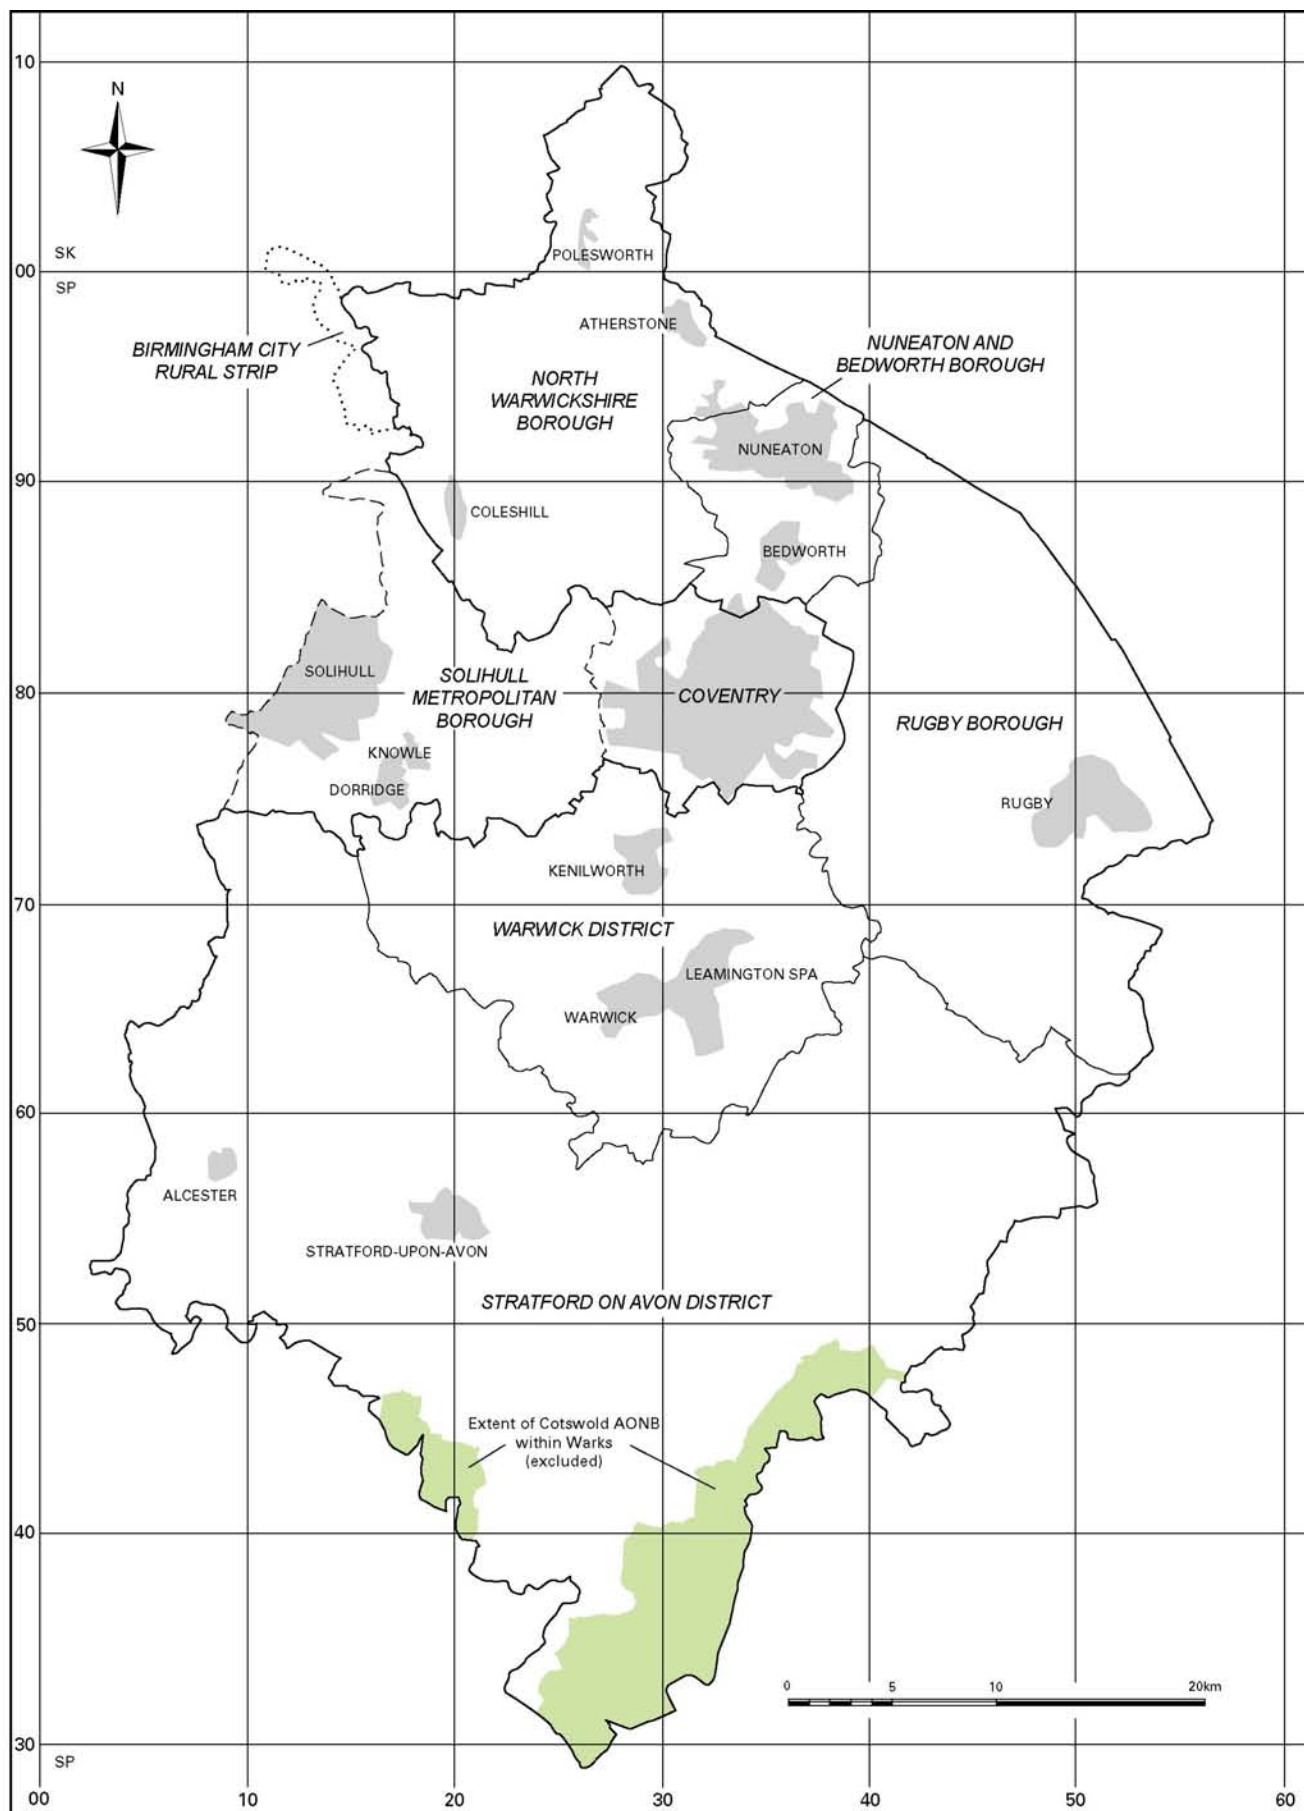 10
N
SK
00
SP
POLESWORTH
ATHERSTONE
BIRMINGHAM CITY
RURAL STRIP
NUNEATON AND
BEDWORTH BOROUGH
NORTH
WARWICKSHIRE
BOROUGH
NUNEATON
90
COLESHILL
BEDWORTH
SOLIHULL
SOLIHULL
METROPOLITAN
BOROUGH
80
COVENTRY
RUGBY BOROUGH
KNOWLE
DORRIDGE
RUGBY
KENILWORTH
70
WARWICK DISTRICT
LEAMINGTON SPA
WARWICK
60
ALCESTER
STRATFORD-UPON-AVON
STRATFORD ON AVON DISTRICT
50
Extent of Cotswold AONB
within Warks
(excluded)
40
0 5 10 20km
30
SP
00 10 20 30 40 50 60